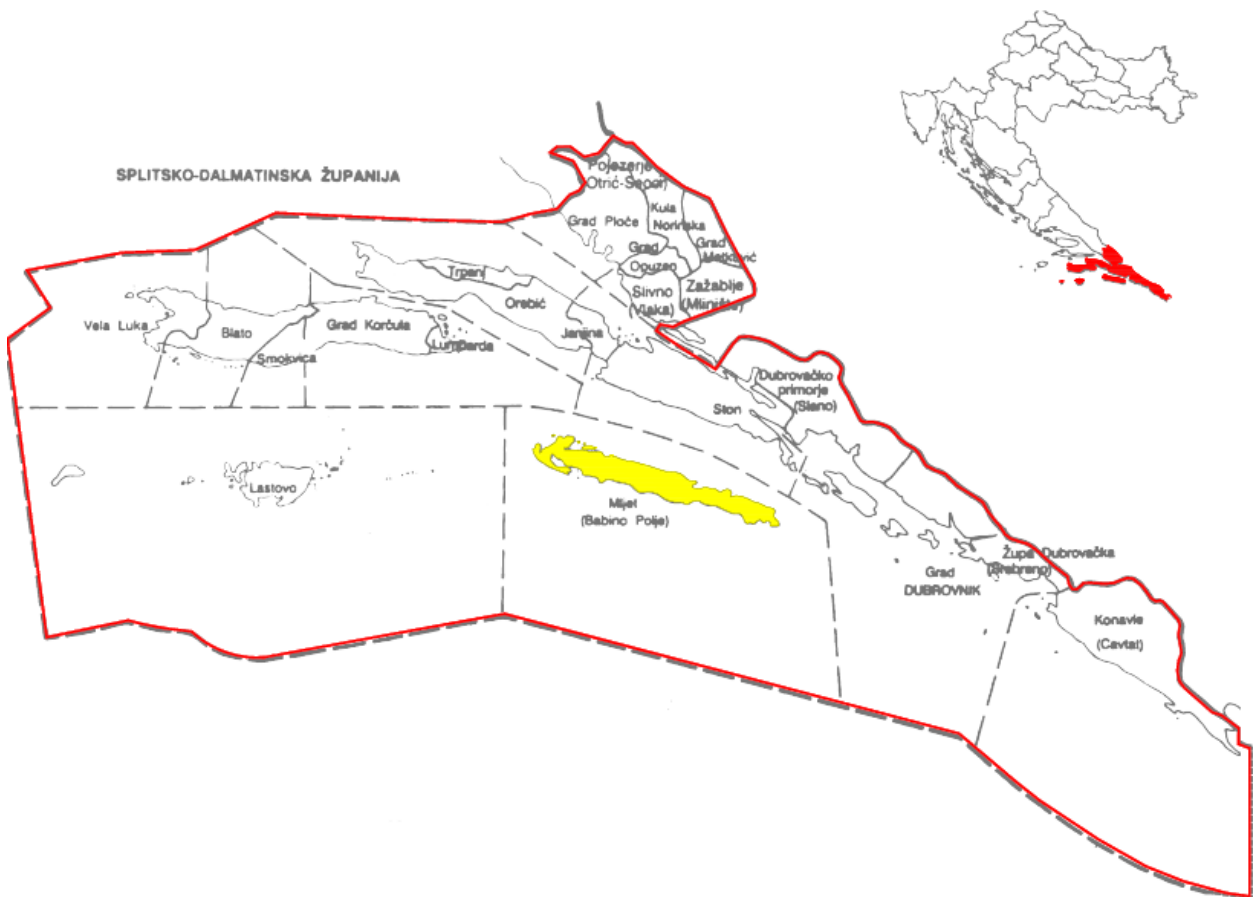 SPLITSKO-DALMATINSKA ŽUPANIJA
Pojezerje
(Otrić-Seoci)
Grad Ploče
Kula
Norinska
Grad
Metković
Grad
Opuzen
Slivno
(Vlaka)
Zažablje
(Mlinište)
Trpanj
Orebić
Janjina
Vela Luka
Blato
Smokvica
Grad Korčula
Lumbarda
Dubrovačko
primorje
(Slano)
Ston
Lastovo
Mljet
(Babino Polje)
Župa Dubrovačka
(Srebreno)
Grad
DUBROVNIK
Konavle
(Cavtat)